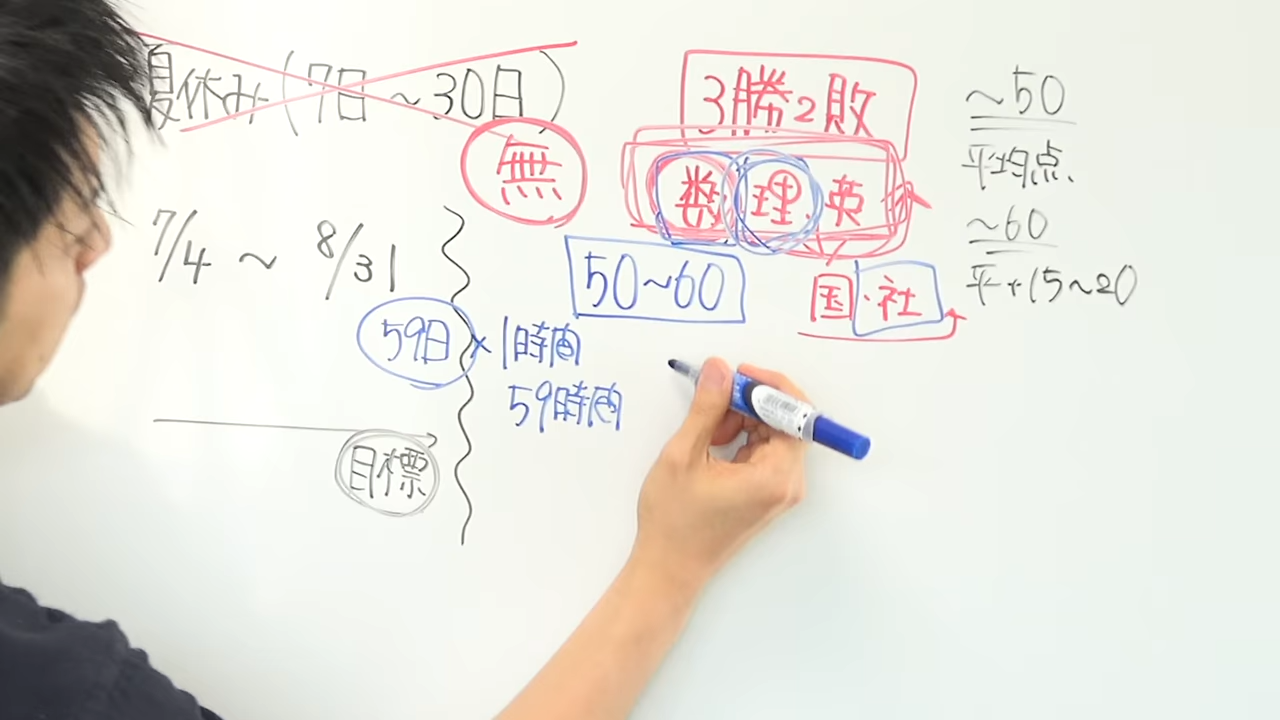 夏休み(7日～30日)
無
7/4 ～ 8/31
59日×1時間
59時間
目標
3勝2敗
数 理 英
50～60
国・社
～50
平均点、
～60
平+15～20